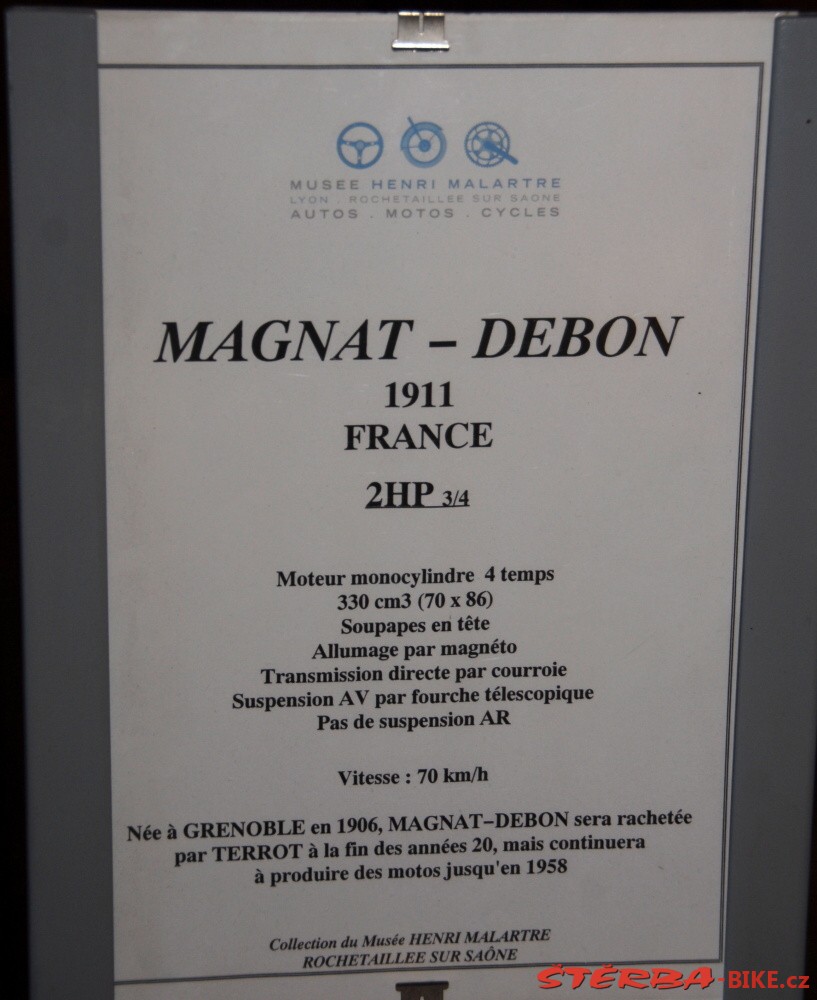 MUSEE HENRI MALARTRE
LYON . ROCHETAILLEE SUR SAONE
AUTOS . MOTOS . CYCLES
MAGNAT – DEBON
1911
FRANCE
2HP 3/4
Moteur monocylindre 4 temps
330 cm3 (70 x 86)
Soupapes en tête
Allumage par magnéto
Transmission directe par courroie
Suspension AV par fourche télescopique
Pas de suspension AR
Vitesse : 70 km/h
Née à GRENOBLE en 1906, MAGNAT–DEBON sera rachetée
par TERROT à la fin des années 20, mais continuera
à produire des motos jusqu'en 1958
Collection du Musée HENRI MALARTRE
ROCHETAILLEE SUR SAÔNE
ŠTĚRBA-BIKE.cz